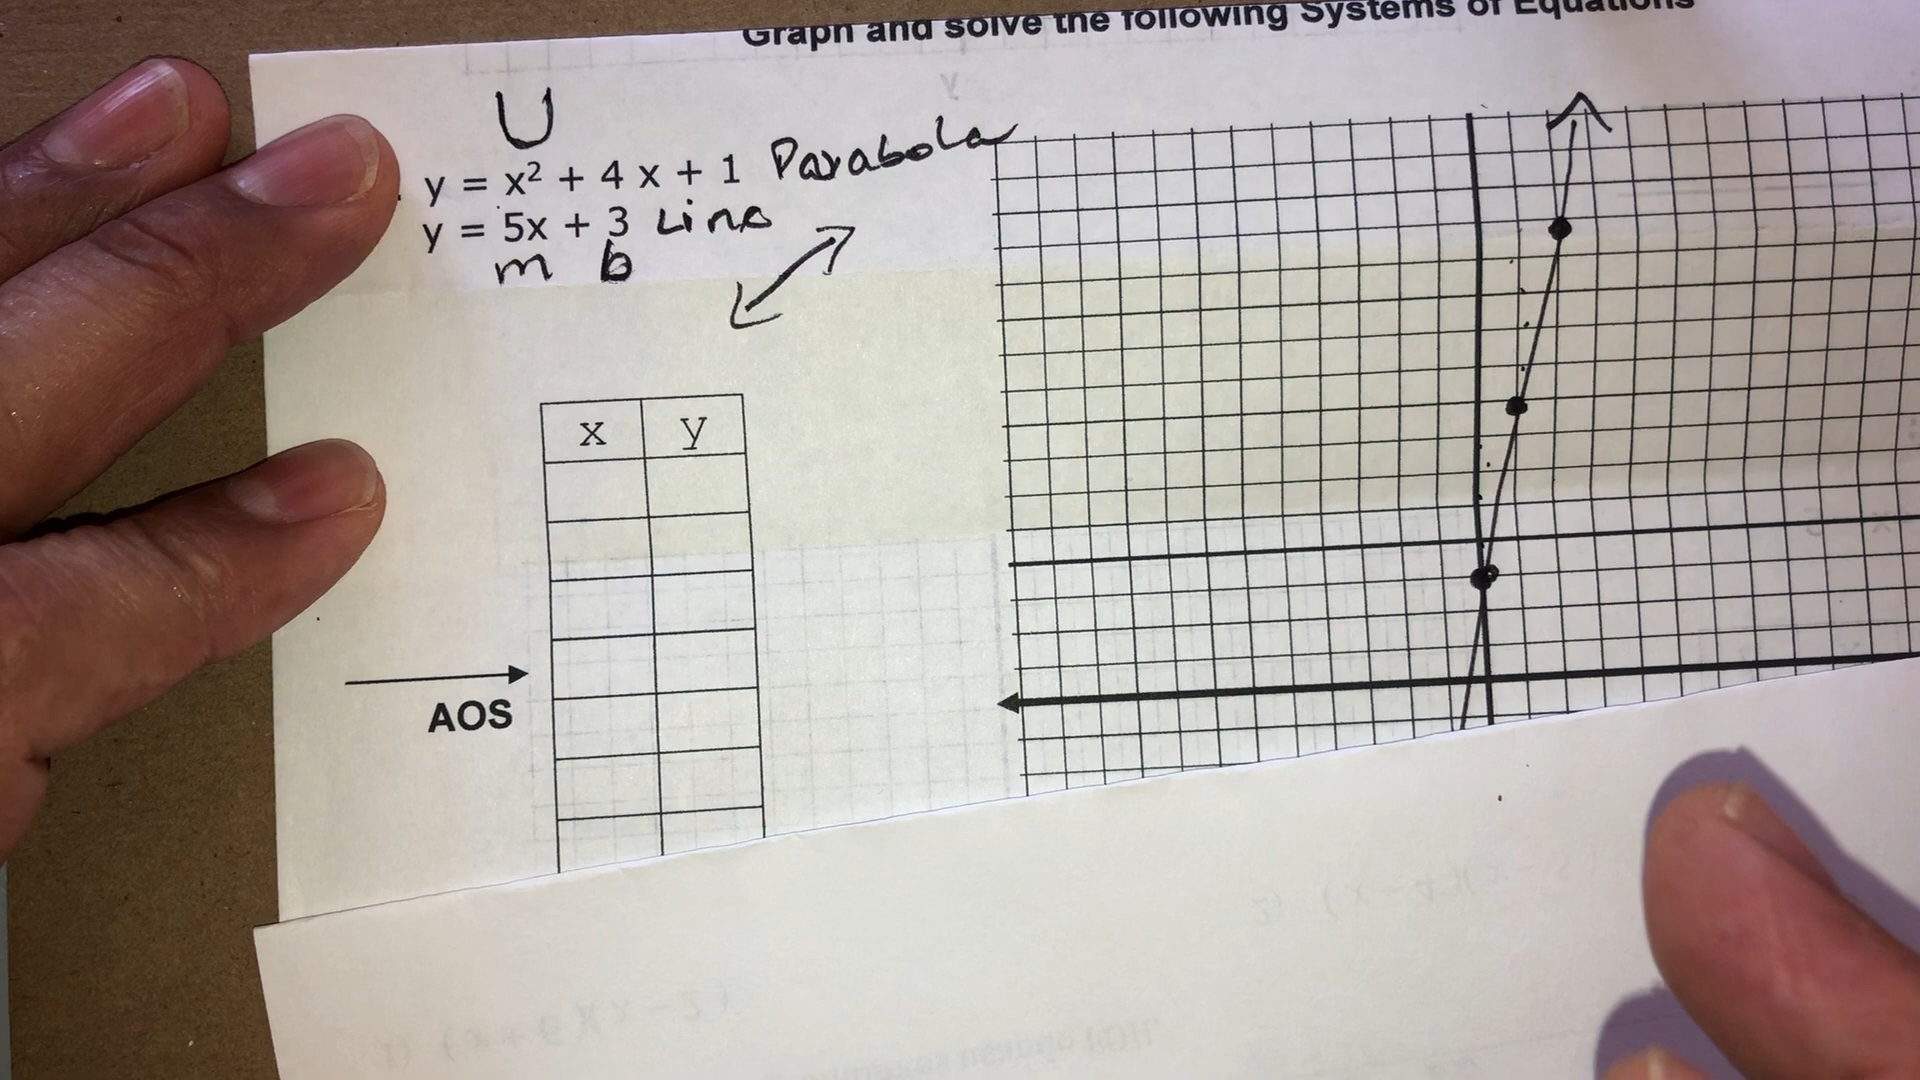 Graph and solve the following Systems of Equations
U
y = x² + 4 x + 1 Parabola
y = 5x + 3 Line
m b
x y
AOS